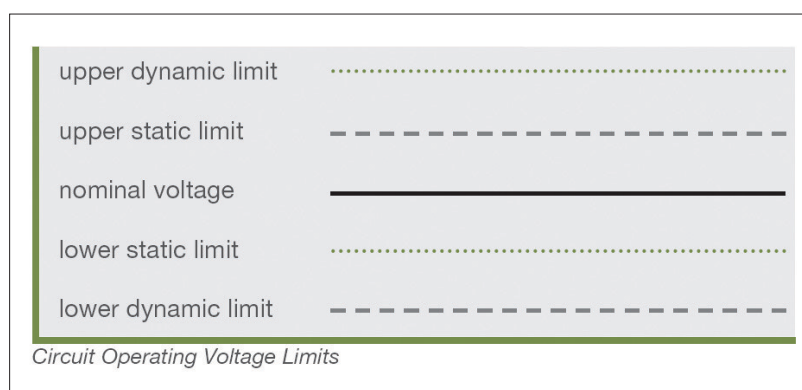 upper dynamic limit
upper static limit
nominal voltage
lower static limit
lower dynamic limit
Circuit Operating Voltage Limits